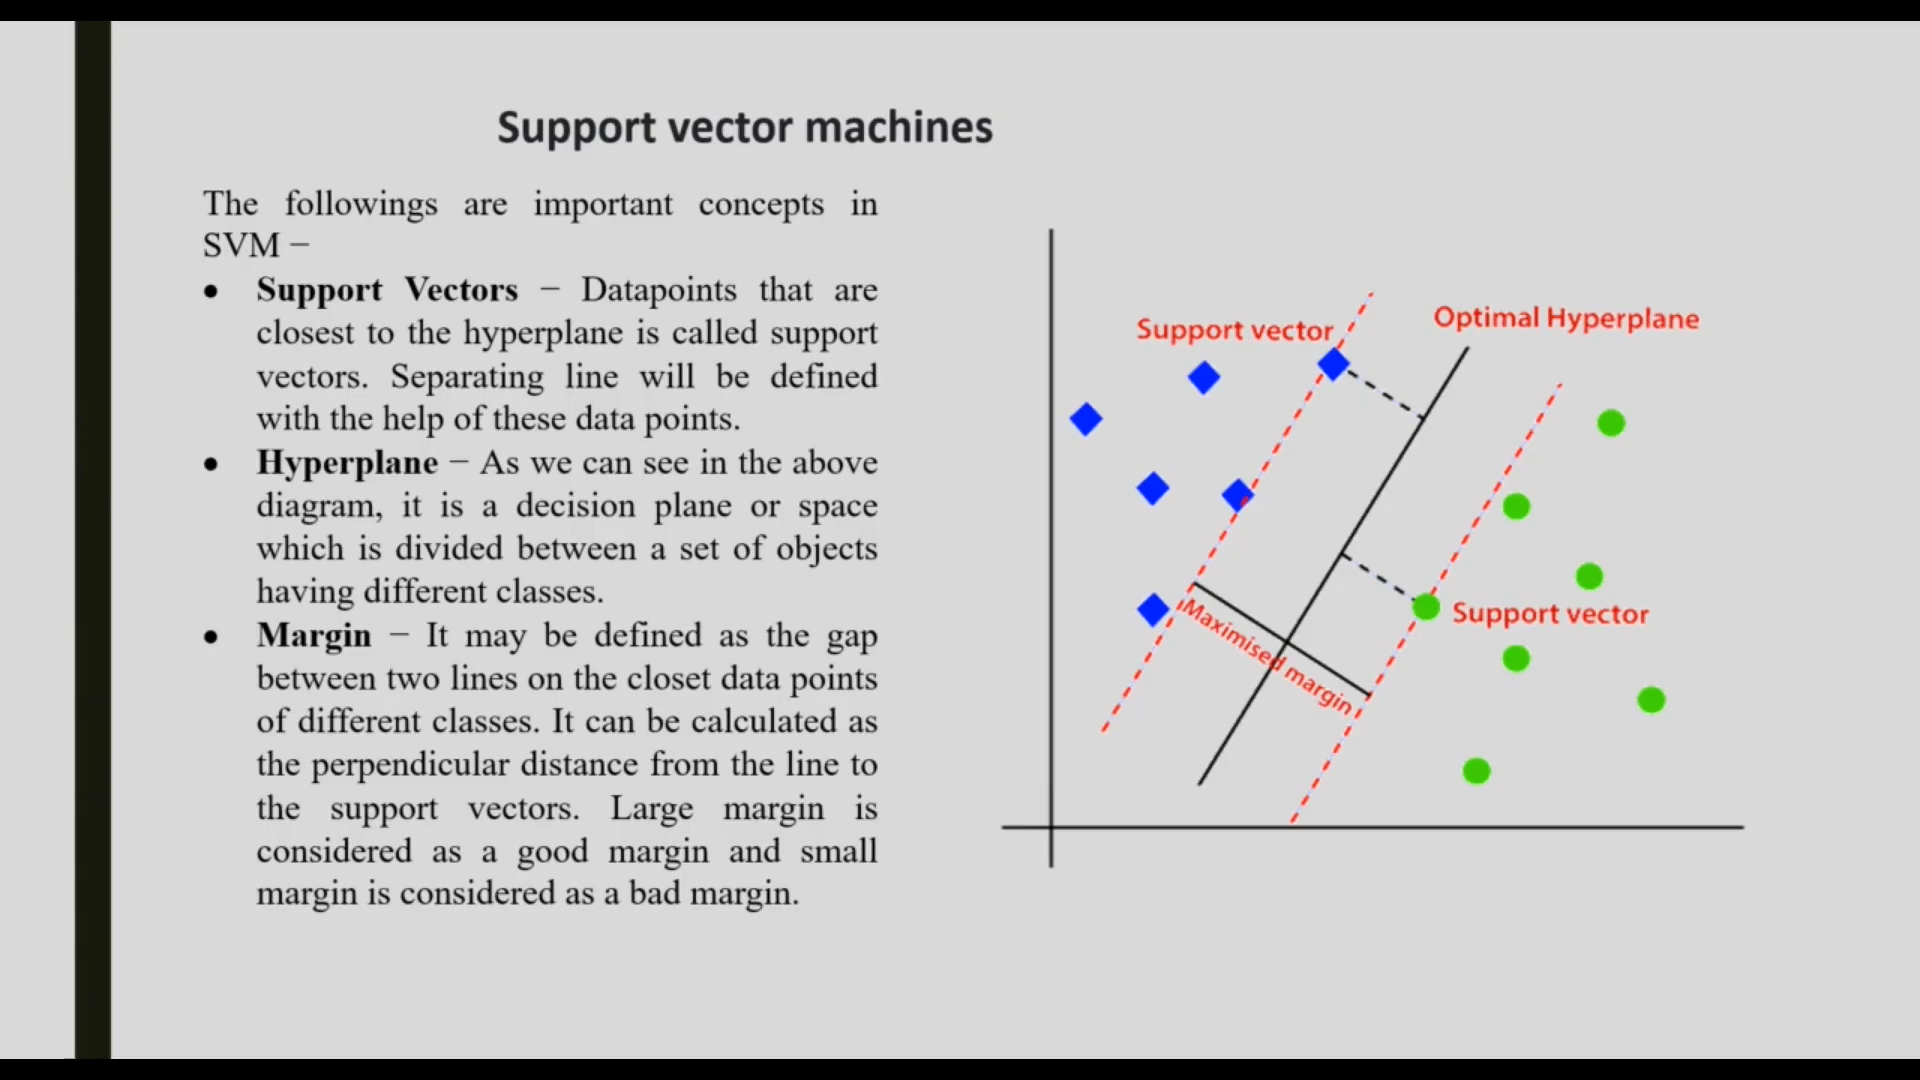 Support vector machines
The followings are important concepts in
SVM −
● Support Vectors − Datapoints that are
closest to the hyperplane is called support
vectors. Separating line will be defined
with the help of these data points.
● Hyperplane − As we can see in the above
diagram, it is a decision plane or space
which is divided between a set of objects
having different classes.
● Margin − It may be defined as the gap
between two lines on the closet data points
of different classes. It can be calculated as
the perpendicular distance from the line to
the support vectors. Large margin is
considered as a good margin and small
margin is considered as a bad margin.
Support vector
Optimal Hyperplane
Maximised margin
Support vector